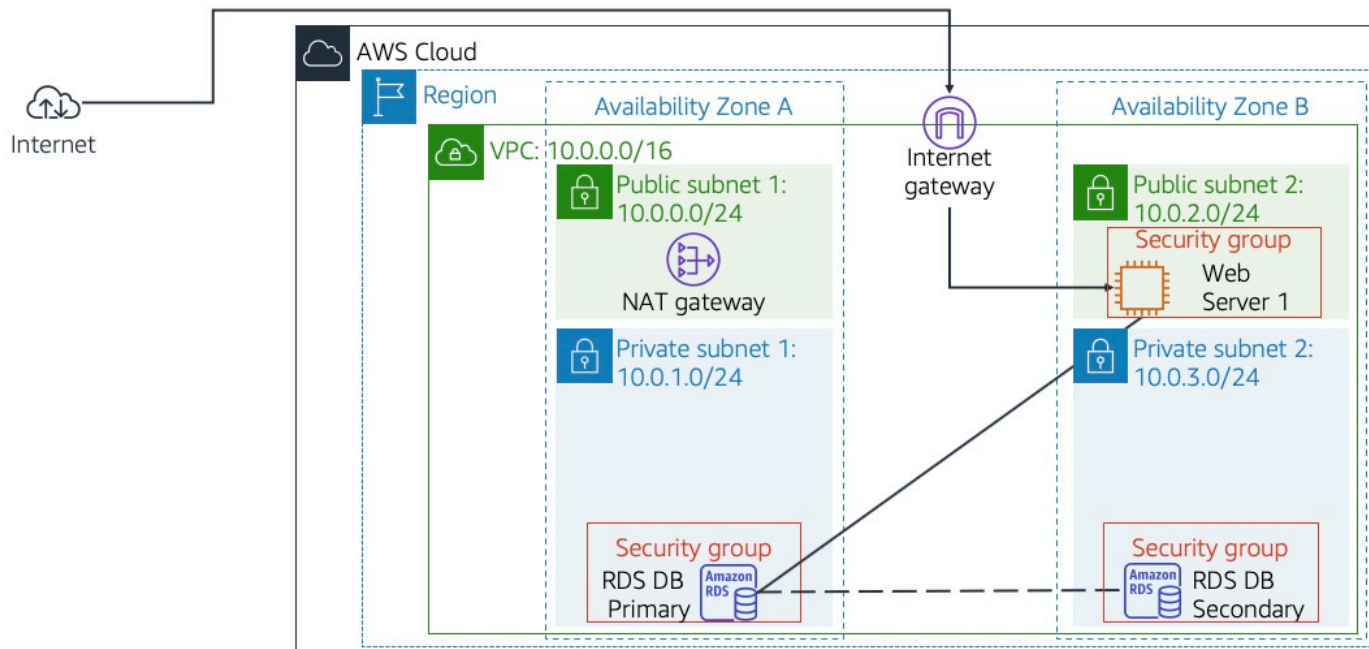 AWS Cloud
Region
Internet
Availability Zone A
Availability Zone B
VPC: 10.0.0.0/16
Internet
gateway
Public subnet 1:
10.0.0.0/24
NAT gateway
Public subnet 2:
10.0.2.0/24
Security group
Web
Server 1
Private subnet 1:
10.0.1.0/24
Private subnet 2:
10.0.3.0/24
Security group
RDS DB
Primary
Amazon
RDS
Security group
Amazon
RDS
RDS DB
Secondary